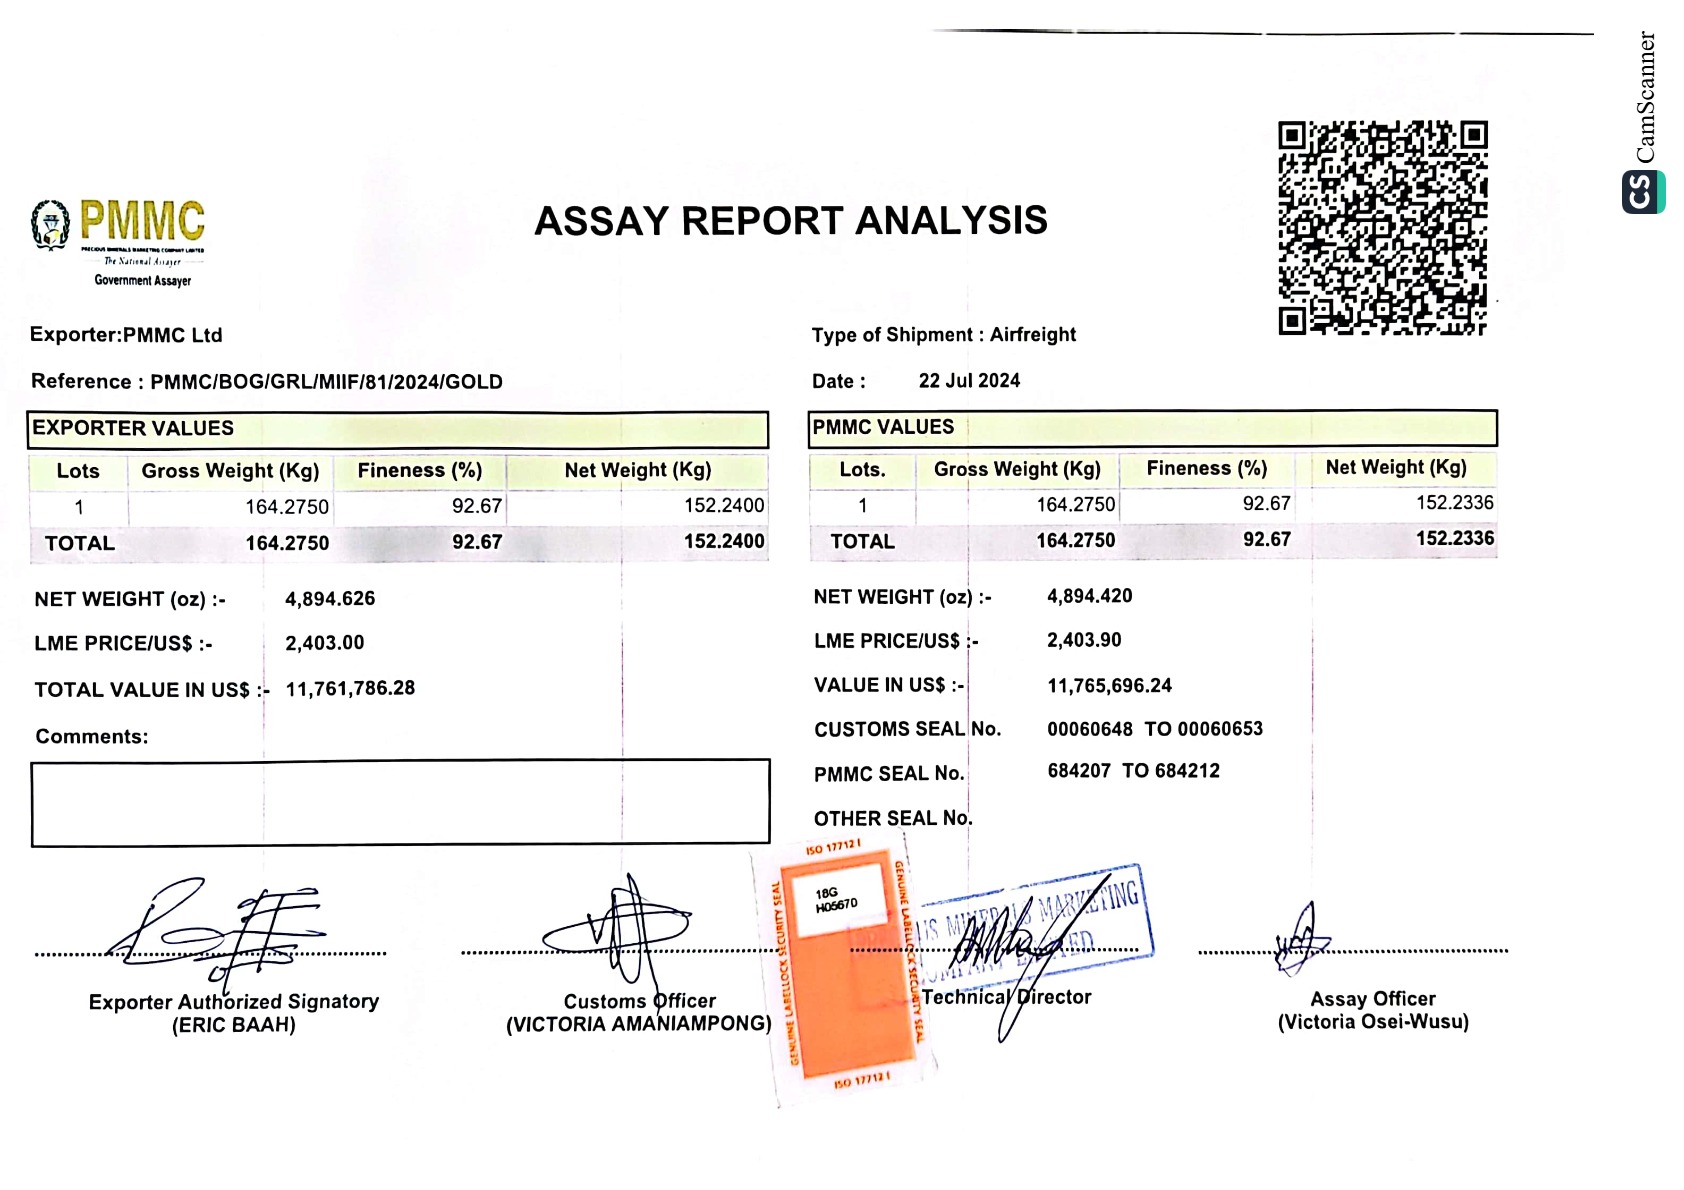 CamScanner
CS
PMMC
PRECIOUS MINERALS MARKETING COMPANY LIMITED
The National Assayer
Government Assayer
ASSAY REPORT ANALYSIS
Exporter:PMMC Ltd
Type of Shipment : Airfreight
Reference : PMMC/BOG/GRL/MIIF/81/2024/GOLD
Date : 22 Jul 2024
EXPORTER VALUES
Lots Gross Weight (Kg) Fineness (%) Net Weight (Kg)
1 164.2750 92.67 152.2400
TOTAL 164.2750 92.67 152.2400
NET WEIGHT (oz) :- 4,894.626
LME PRICE/US$ :- 2,403.00
TOTAL VALUE IN US$ :- 11,761,786.28
Comments:
PMMC VALUES
Lots. Gross Weight (Kg) Fineness (%) Net Weight (Kg)
1 164.2750 92.67 152.2336
TOTAL 164.2750 92.67 152.2336
NET WEIGHT (oz) :- 4,894.420
LME PRICE/US$ :- 2,403.90
VALUE IN US$ :- 11,765,696.24
CUSTOMS SEAL No. 00060648 TO 00060653
PMMC SEAL No. 684207 TO 684212
OTHER SEAL No.
ISO 17712
18G
H05670
GENUINE LABELLOCK SECURITY SEAL
GENUINE LABELLOCK SECURITY SEAL
ISO 17712
MINERALS MARKETING
Exporter Authorized Signatory
(ERIC BAAH)
Customs Officer
(VICTORIA AMANIAMPONG)
Technical Director
Assay Officer
(Victoria Osei-Wusu)